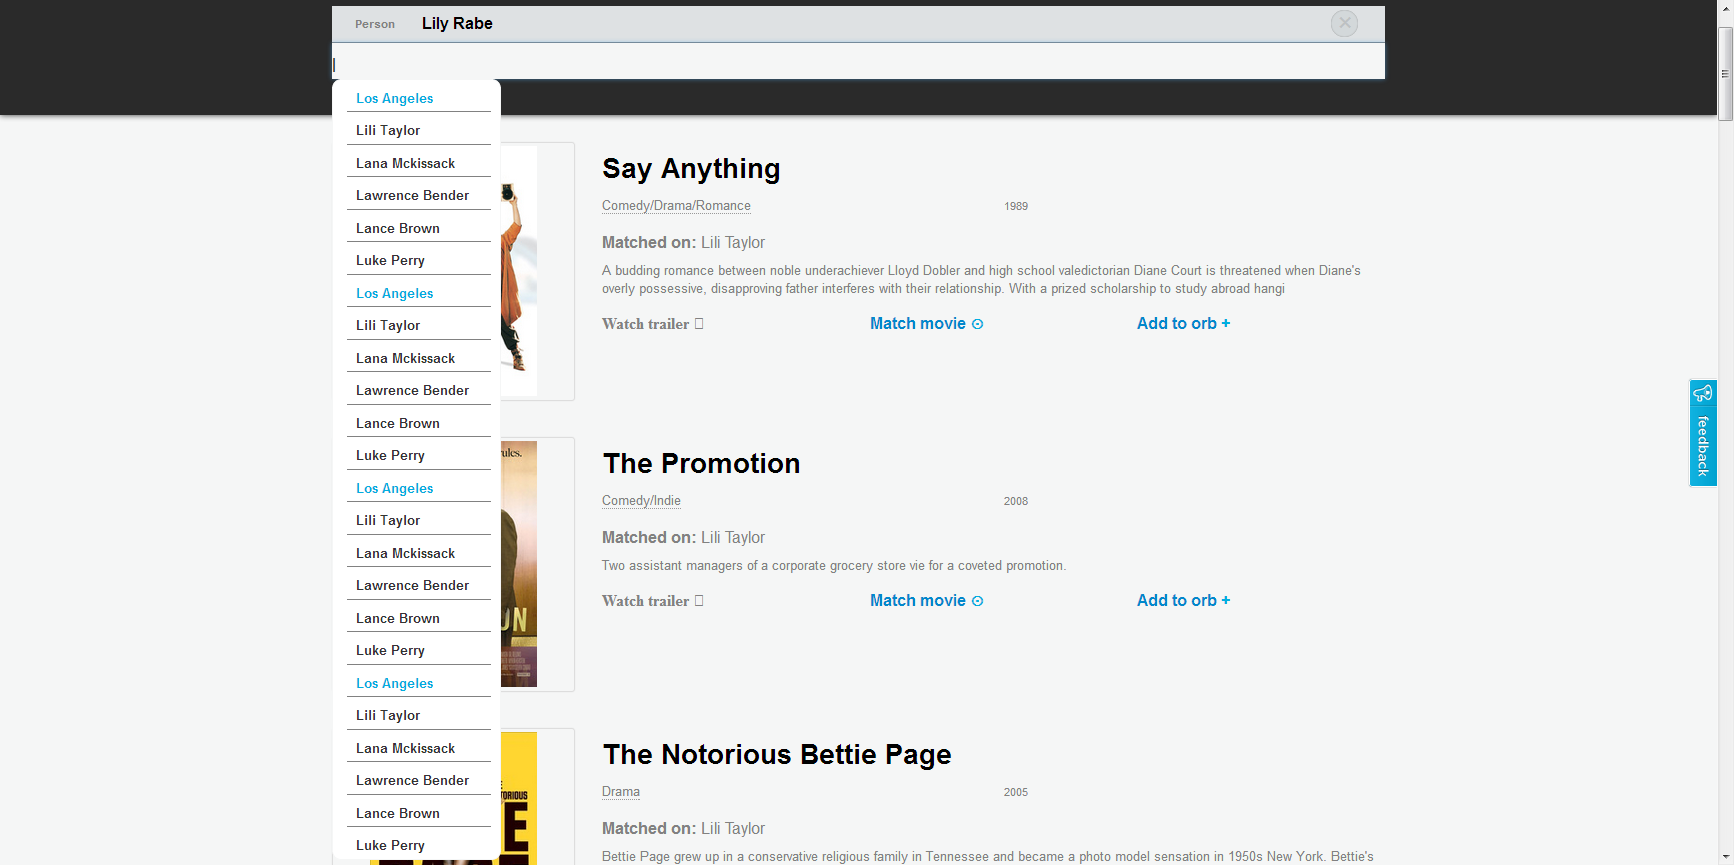 Person Lily Rabe
Los Angeles
Lili Taylor
Lana Mckissack
Lawrence Bender
Lance Brown
Luke Perry
Los Angeles
Lili Taylor
Lana Mckissack
Lawrence Bender
Lance Brown
Luke Perry
Los Angeles
Lili Taylor
Lana Mckissack
Lawrence Bender
Lance Brown
Luke Perry
Los Angeles
Lili Taylor
Lana Mckissack
Lawrence Bender
Lance Brown
Luke Perry
Say Anything
Comedy/Drama/Romance 1989
Matched on: Lili Taylor
A budding romance between noble underachiever Lloyd Dobler and high school valedictorian Diane Court is threatened when Diane's
overly possessive, disapproving father interferes with their relationship. With a prized scholarship to study abroad hangi
Watch trailer Match movie Add to orb +
The Promotion
Comedy/Indie 2008
Matched on: Lili Taylor
Two assistant managers of a corporate grocery store vie for a coveted promotion.
Watch trailer Match movie Add to orb +
The Notorious Bettie Page
Drama 2005
Matched on: Lili Taylor
Bettie Page grew up in a conservative religious family in Tennessee and became a photo model sensation in 1950s New York. Bettie's
feedback